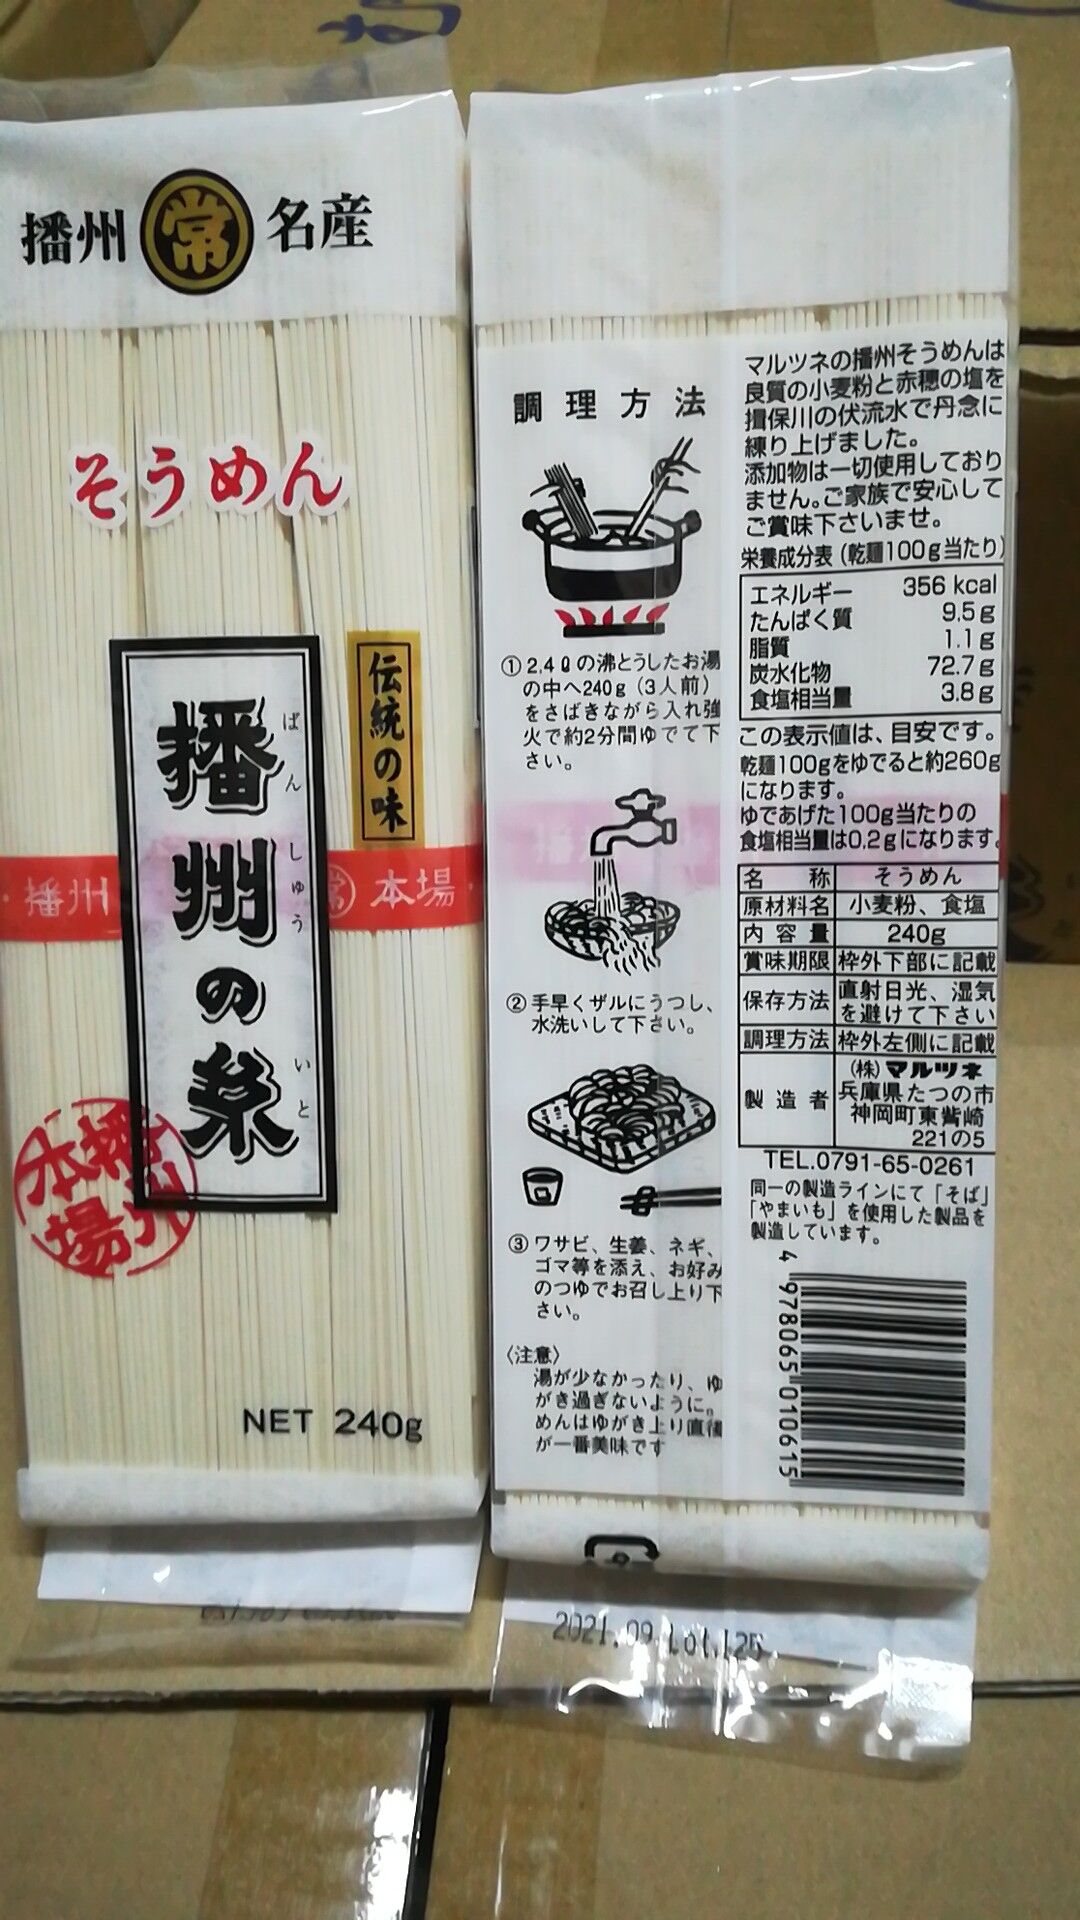 播州 常 名産
そうめん
伝統の味
播州の糸
ばんしゅういと
・播州
常 本場・
播州
本場
NET 240g
調理方法
①2.4ℓの沸とうしたお湯
の中へ240g(3人前)
をさばきながら入れ強
火で約2分間ゆでて下
さい。
②手早くザルにうつし、
水洗いして下さい。
③ワサビ、生姜、ネギ、
ゴマ等を添え、お好み
のつゆでお召し上り下
さい。
〈注意〉
湯が少なかったり、ゆ
がき過ぎないように。
めんはゆがき上り直後
が一番美味です
マルツネの播州そうめんは
良質の小麦粉と赤穂の塩を
揖保川の伏流水で丹念に
練り上げました。
添加物は一切使用しており
ません。ご家族で安心して
ご賞味下さいませ。
栄養成分表(乾麺100g当たり)
エネルギー 356 kcal
たんぱく質 9.5g
脂質 1.1g
炭水化物 72.7g
食塩相当量 3.8g
この表示値は、目安です。
乾麺100gをゆでると約260g
になります。
ゆであげた100g当たりの
食塩相当量は0.2gになります。
名称 そうめん
原材料名 小麦粉、食塩
内容量 240g
賞味期限 枠外下部に記載
保存方法 直射日光、湿気
を避けて下さい
調理方法 枠外左側に記載
製造者 (株)マルツネ
兵庫県たつの市
神岡町東觜崎
221の5
TEL.0791-65-0261
同一の製造ラインにて「そば」
「やまいも」を使用した製品を
製造しています。
4 978065 010615
2021.09 Lot.125